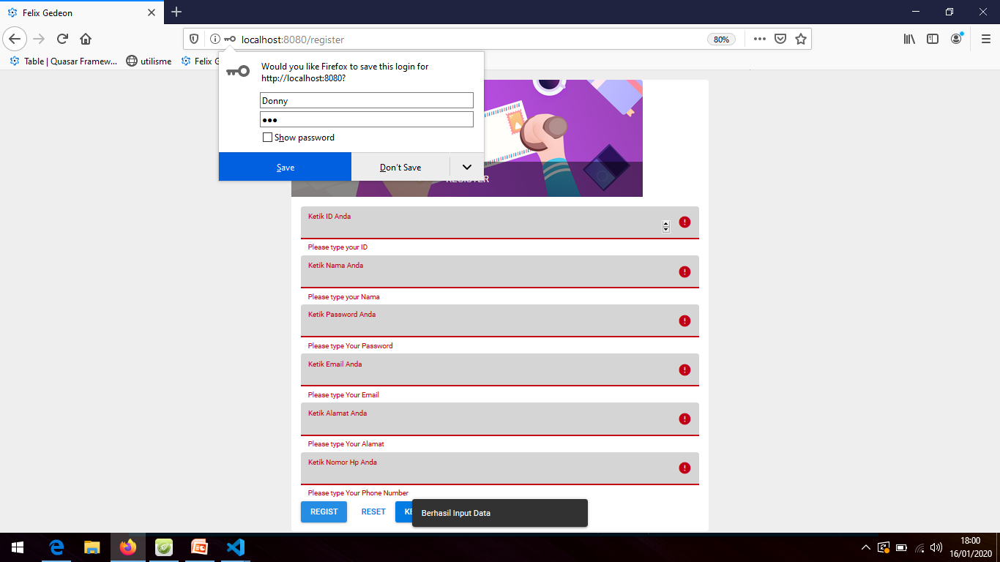 Felix Gedeon
localhost:8080/register
80%
Table | Quasar Framew...
utilisme
Felix G
Would you like Firefox to save this login for
http://localhost:8080?
Donny
Show password
Save
Don't Save
REGISTER
Ketik ID Anda
Please type your ID
Ketik Nama Anda
Please type your Nama
Ketik Password Anda
Please type Your Password
Ketik Email Anda
Please type Your Email
Ketik Alamat Anda
Please type Your Alamat
Ketik Nomor Hp Anda
Please type Your Phone Number
REGIST
RESET
KE
Berhasil Input Data
18:00
16/01/2020